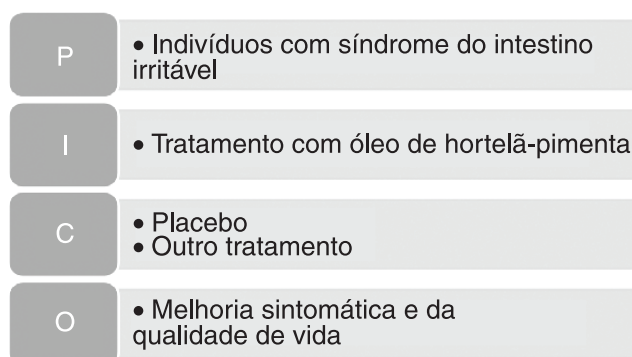 P
• Indivíduos com síndrome do intestino
irritável
I
• Tratamento com óleo de hortelã-pimenta
C
• Placebo
• Outro tratamento
O
• Melhoria sintomática e da
qualidade de vida